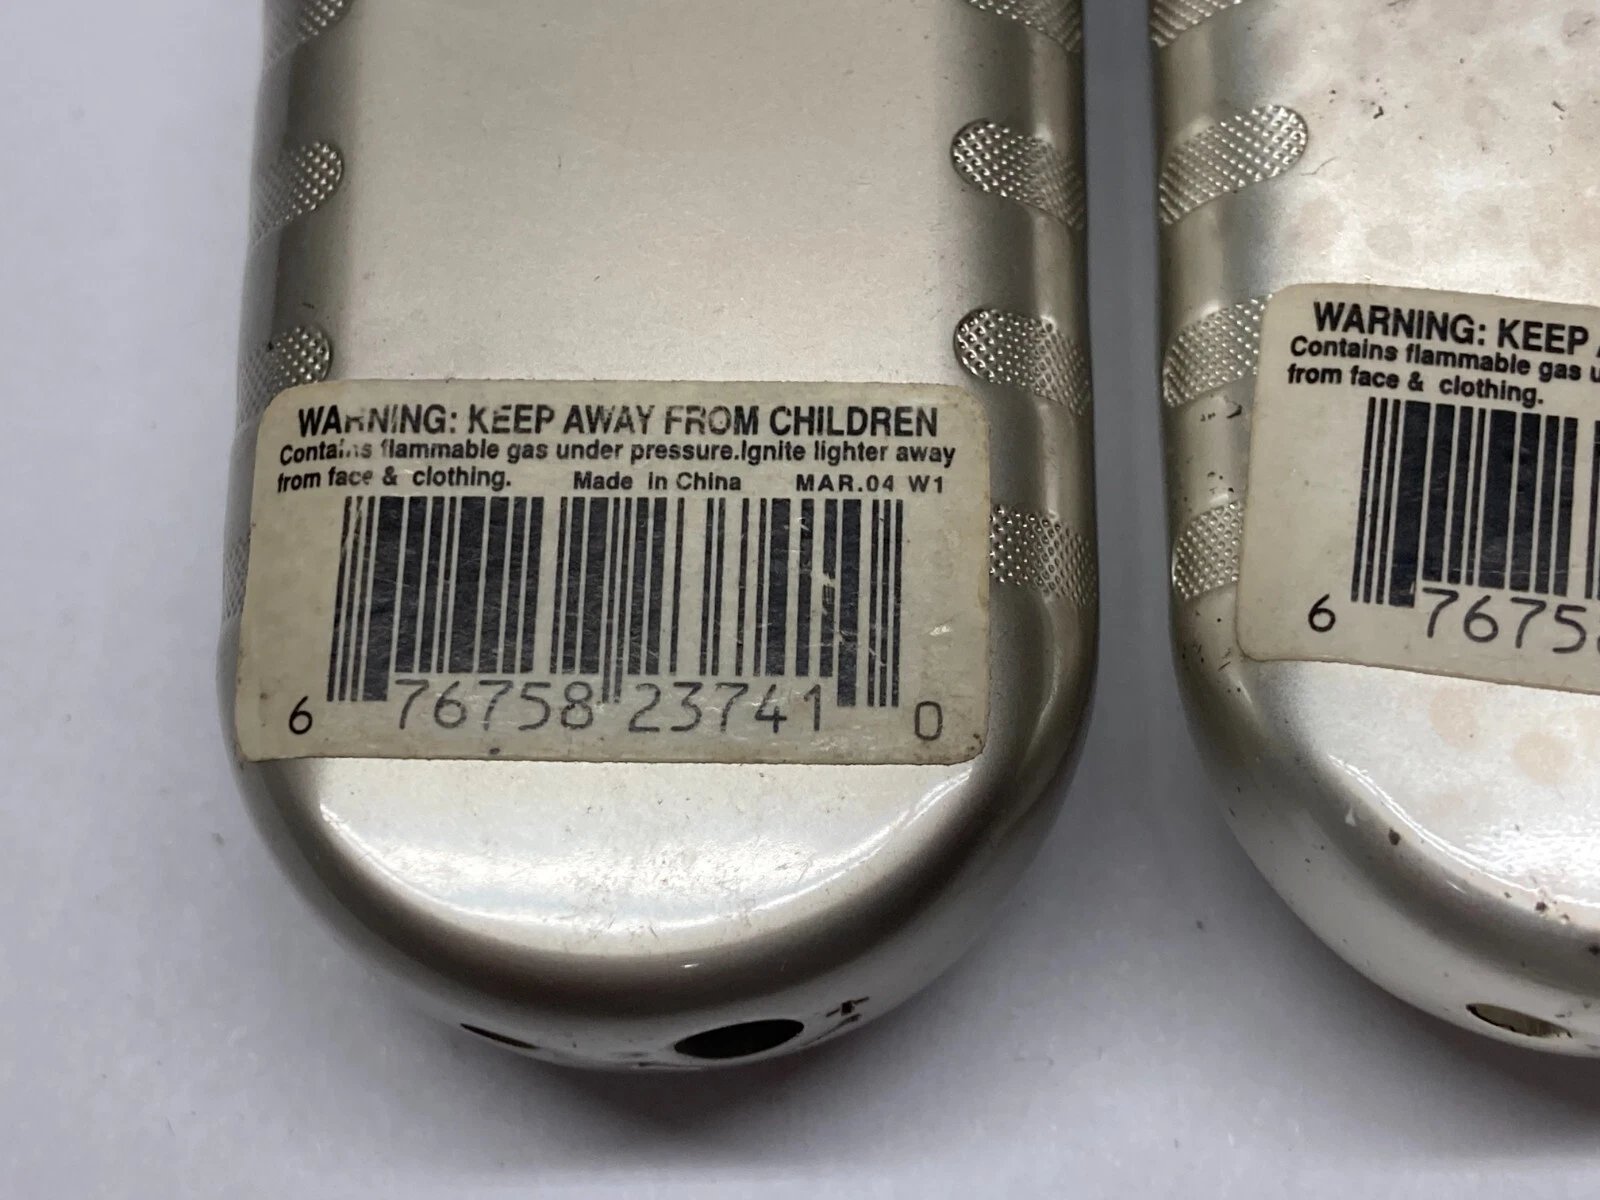 WARNING: KEEP AWAY FROM CHILDREN
Contains flammable gas under pressure.Ignite lighter away
from face & clothing. Made in China MAR.04 W1
6 76758 23741 0
WARNING: KEEP
Contains flammable gas
from face & clothing.
6 7675